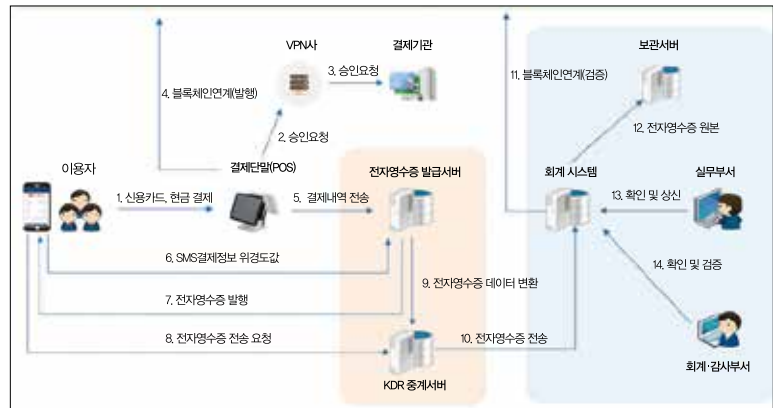 VPN사
결제기관
보관서버
3. 승인요청
4. 블록체인연계(발행)
11. 블록체인연계(검증)
2. 승인요청
12. 전자영수증 원본
이용자
결제단말(POS)
전자영수증 발급서버
회계 시스템
실무부서
1. 신용카드, 현금 결제
5. 결제내역 전송
13. 확인 및 상신
6. SMS결제정보 위경도값
14. 확인 및 검증
9. 전자영수증 데이터 변환
7. 전자영수증 발행
8. 전자영수증 전송 요청
10. 전자영수증 전송
KDR 중계서버
회계·감사부서